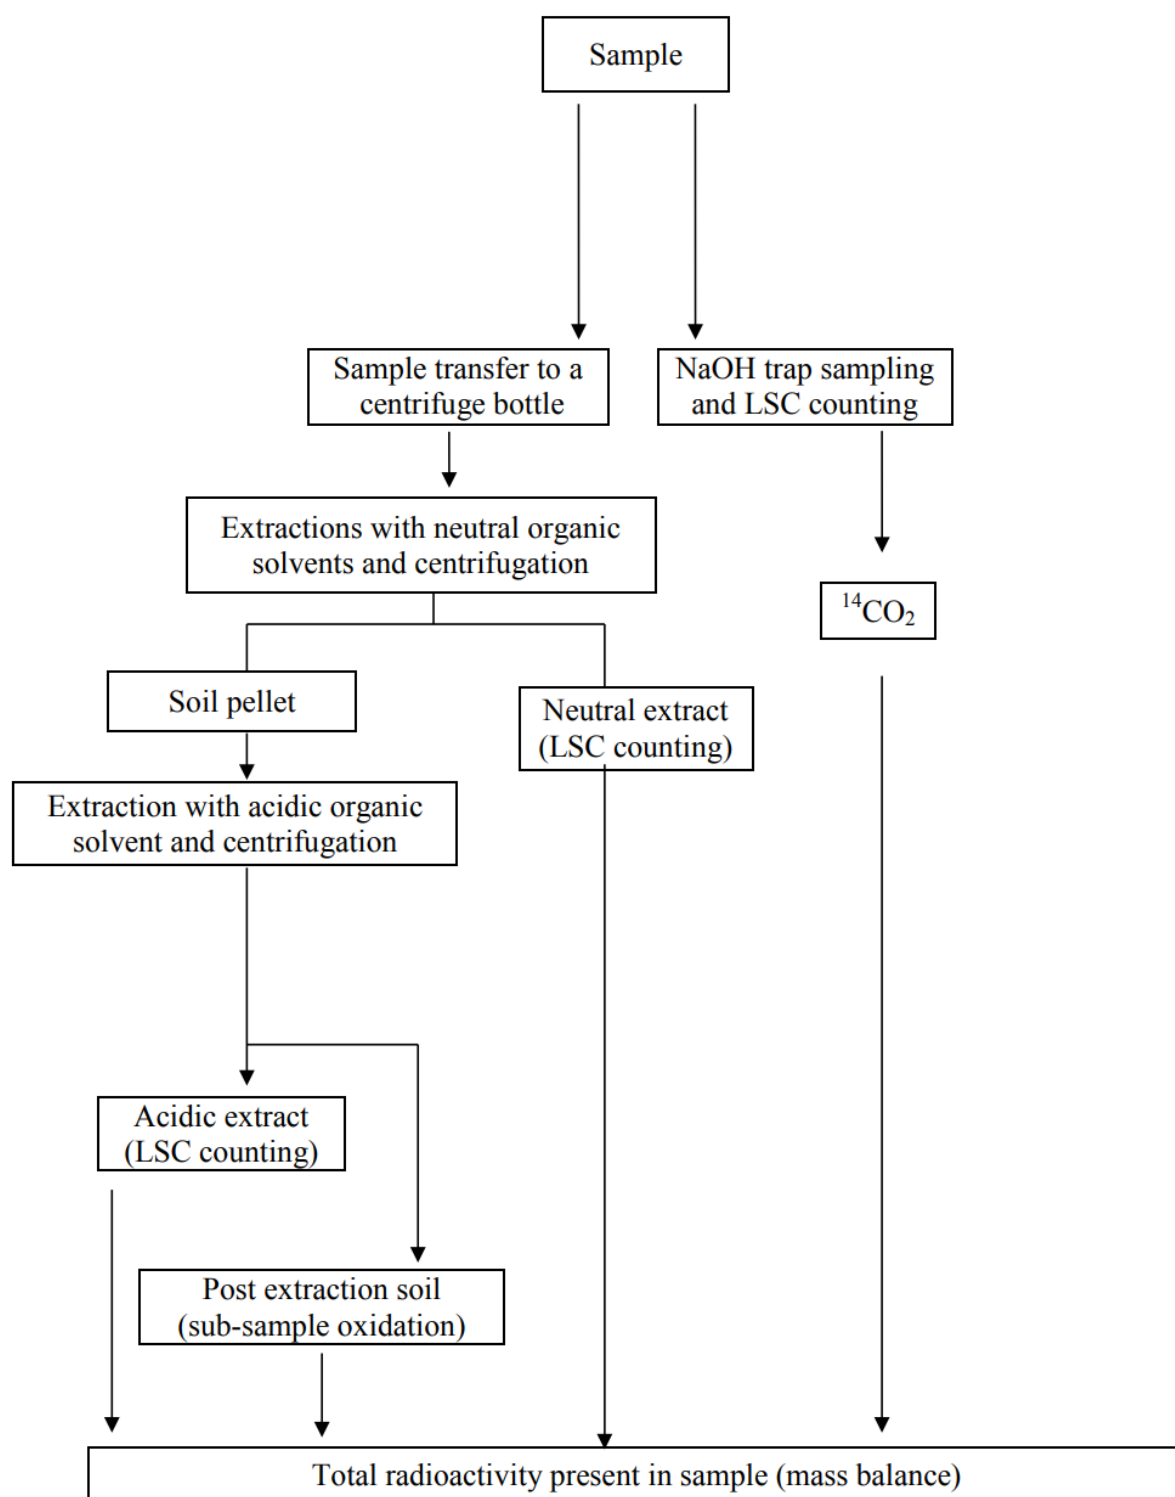 Sample
Sample transfer to a
centrifuge bottle
NaOH trap sampling
and LSC counting
Extractions with neutral organic
solvents and centrifugation
¹⁴CO₂
Soil pellet
Neutral extract
(LSC counting)
Extraction with acidic organic
solvent and centrifugation
Acidic extract
(LSC counting)
Post extraction soil
(sub-sample oxidation)
Total radioactivity present in sample (mass balance)